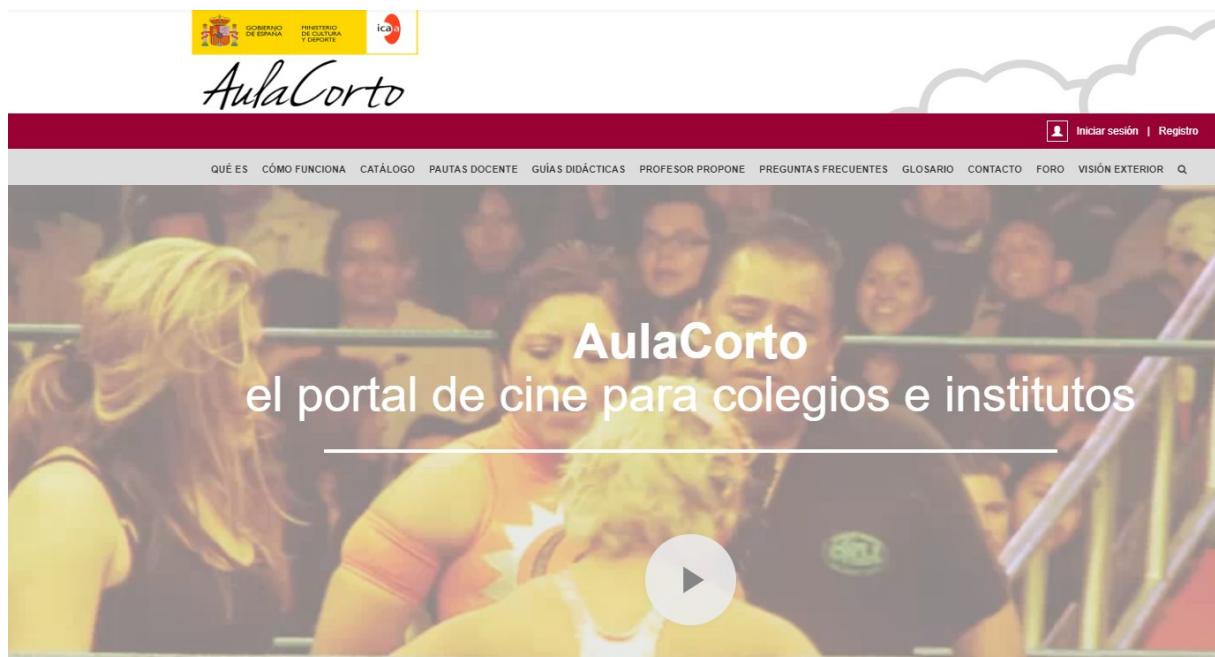 GOBIERNO
DE ESPAÑA
MINISTERIO
DE CULTURA
Y DEPORTE
icaa
AulaCorto
Iniciar sesión | Registro
QUÉ ES CÓMO FUNCIONA CATÁLOGO PAUTAS DOCENTE GUÍAS DIDÁCTICAS PROFESOR PROPONE PREGUNTAS FRECUENTES GLOSARIO CONTACTO FORO VISIÓN EXTERIOR
AulaCorto
el portal de cine para colegios e institutos